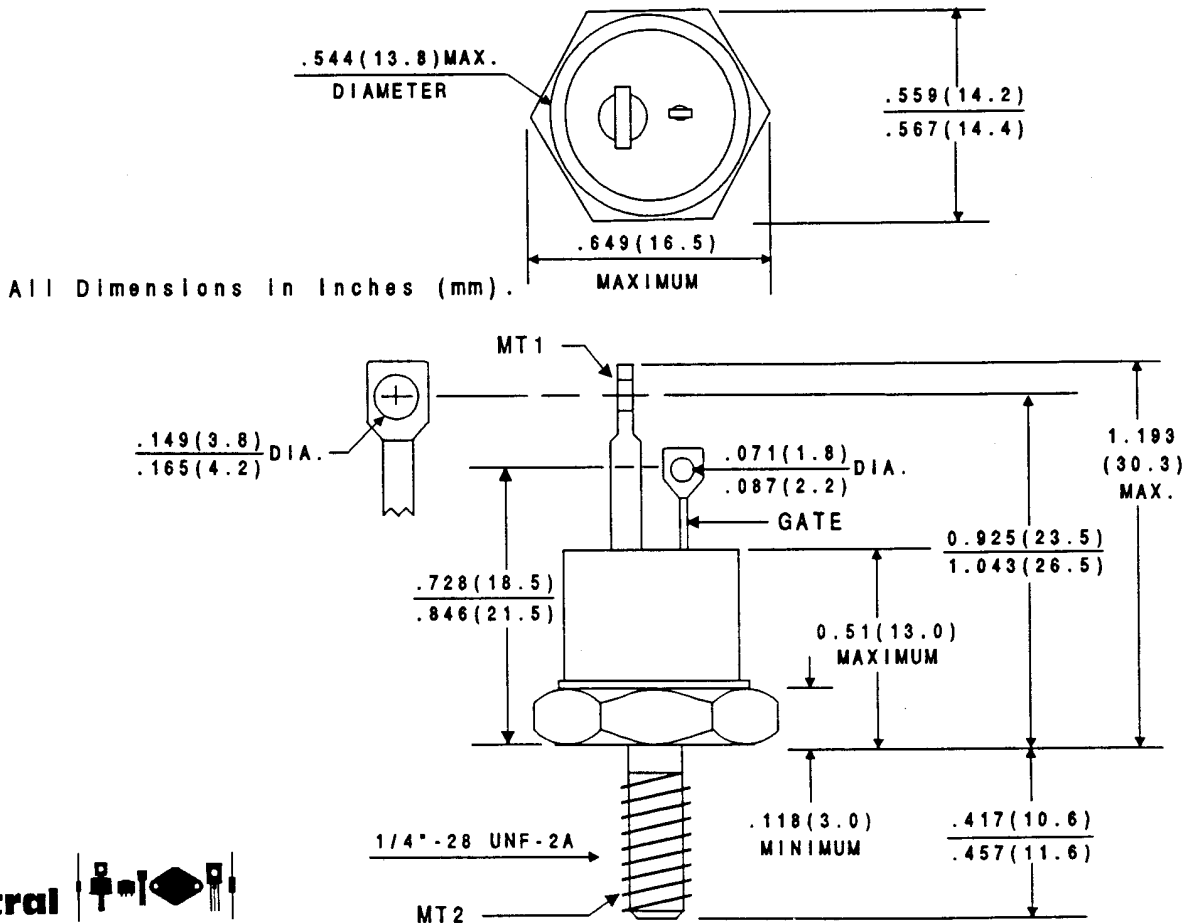 .544(13.8)MAX.
DIAMETER
.559(14.2)
.567(14.4)
.649(16.5)
MAXIMUM
All Dimensions in Inches (mm).
MT1
.149(3.8)
.165(4.2) DIA.
.071(1.8)
.087(2.2) DIA.
GATE
1.193
(30.3)
MAX.
0.925(23.5)
1.043(26.5)
.728(18.5)
.846(21.5)
0.51(13.0)
MAXIMUM
.118(3.0)
MINIMUM
.417(10.6)
.457(11.6)
1/4"-28 UNF-2A
MT2
tral